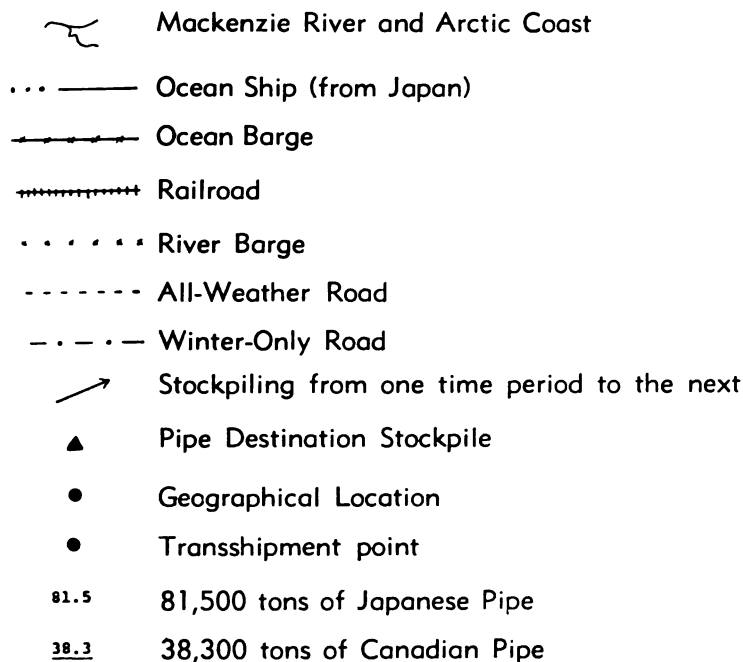 Mackenzie River and Arctic Coast
Ocean Ship (from Japan)
Ocean Barge
Railroad
River Barge
All-Weather Road
Winter-Only Road
Stockpiling from one time period to the next
Pipe Destination Stockpile
Geographical Location
Transshipment point
81.5 81,500 tons of Japanese Pipe
38.3 38,300 tons of Canadian Pipe